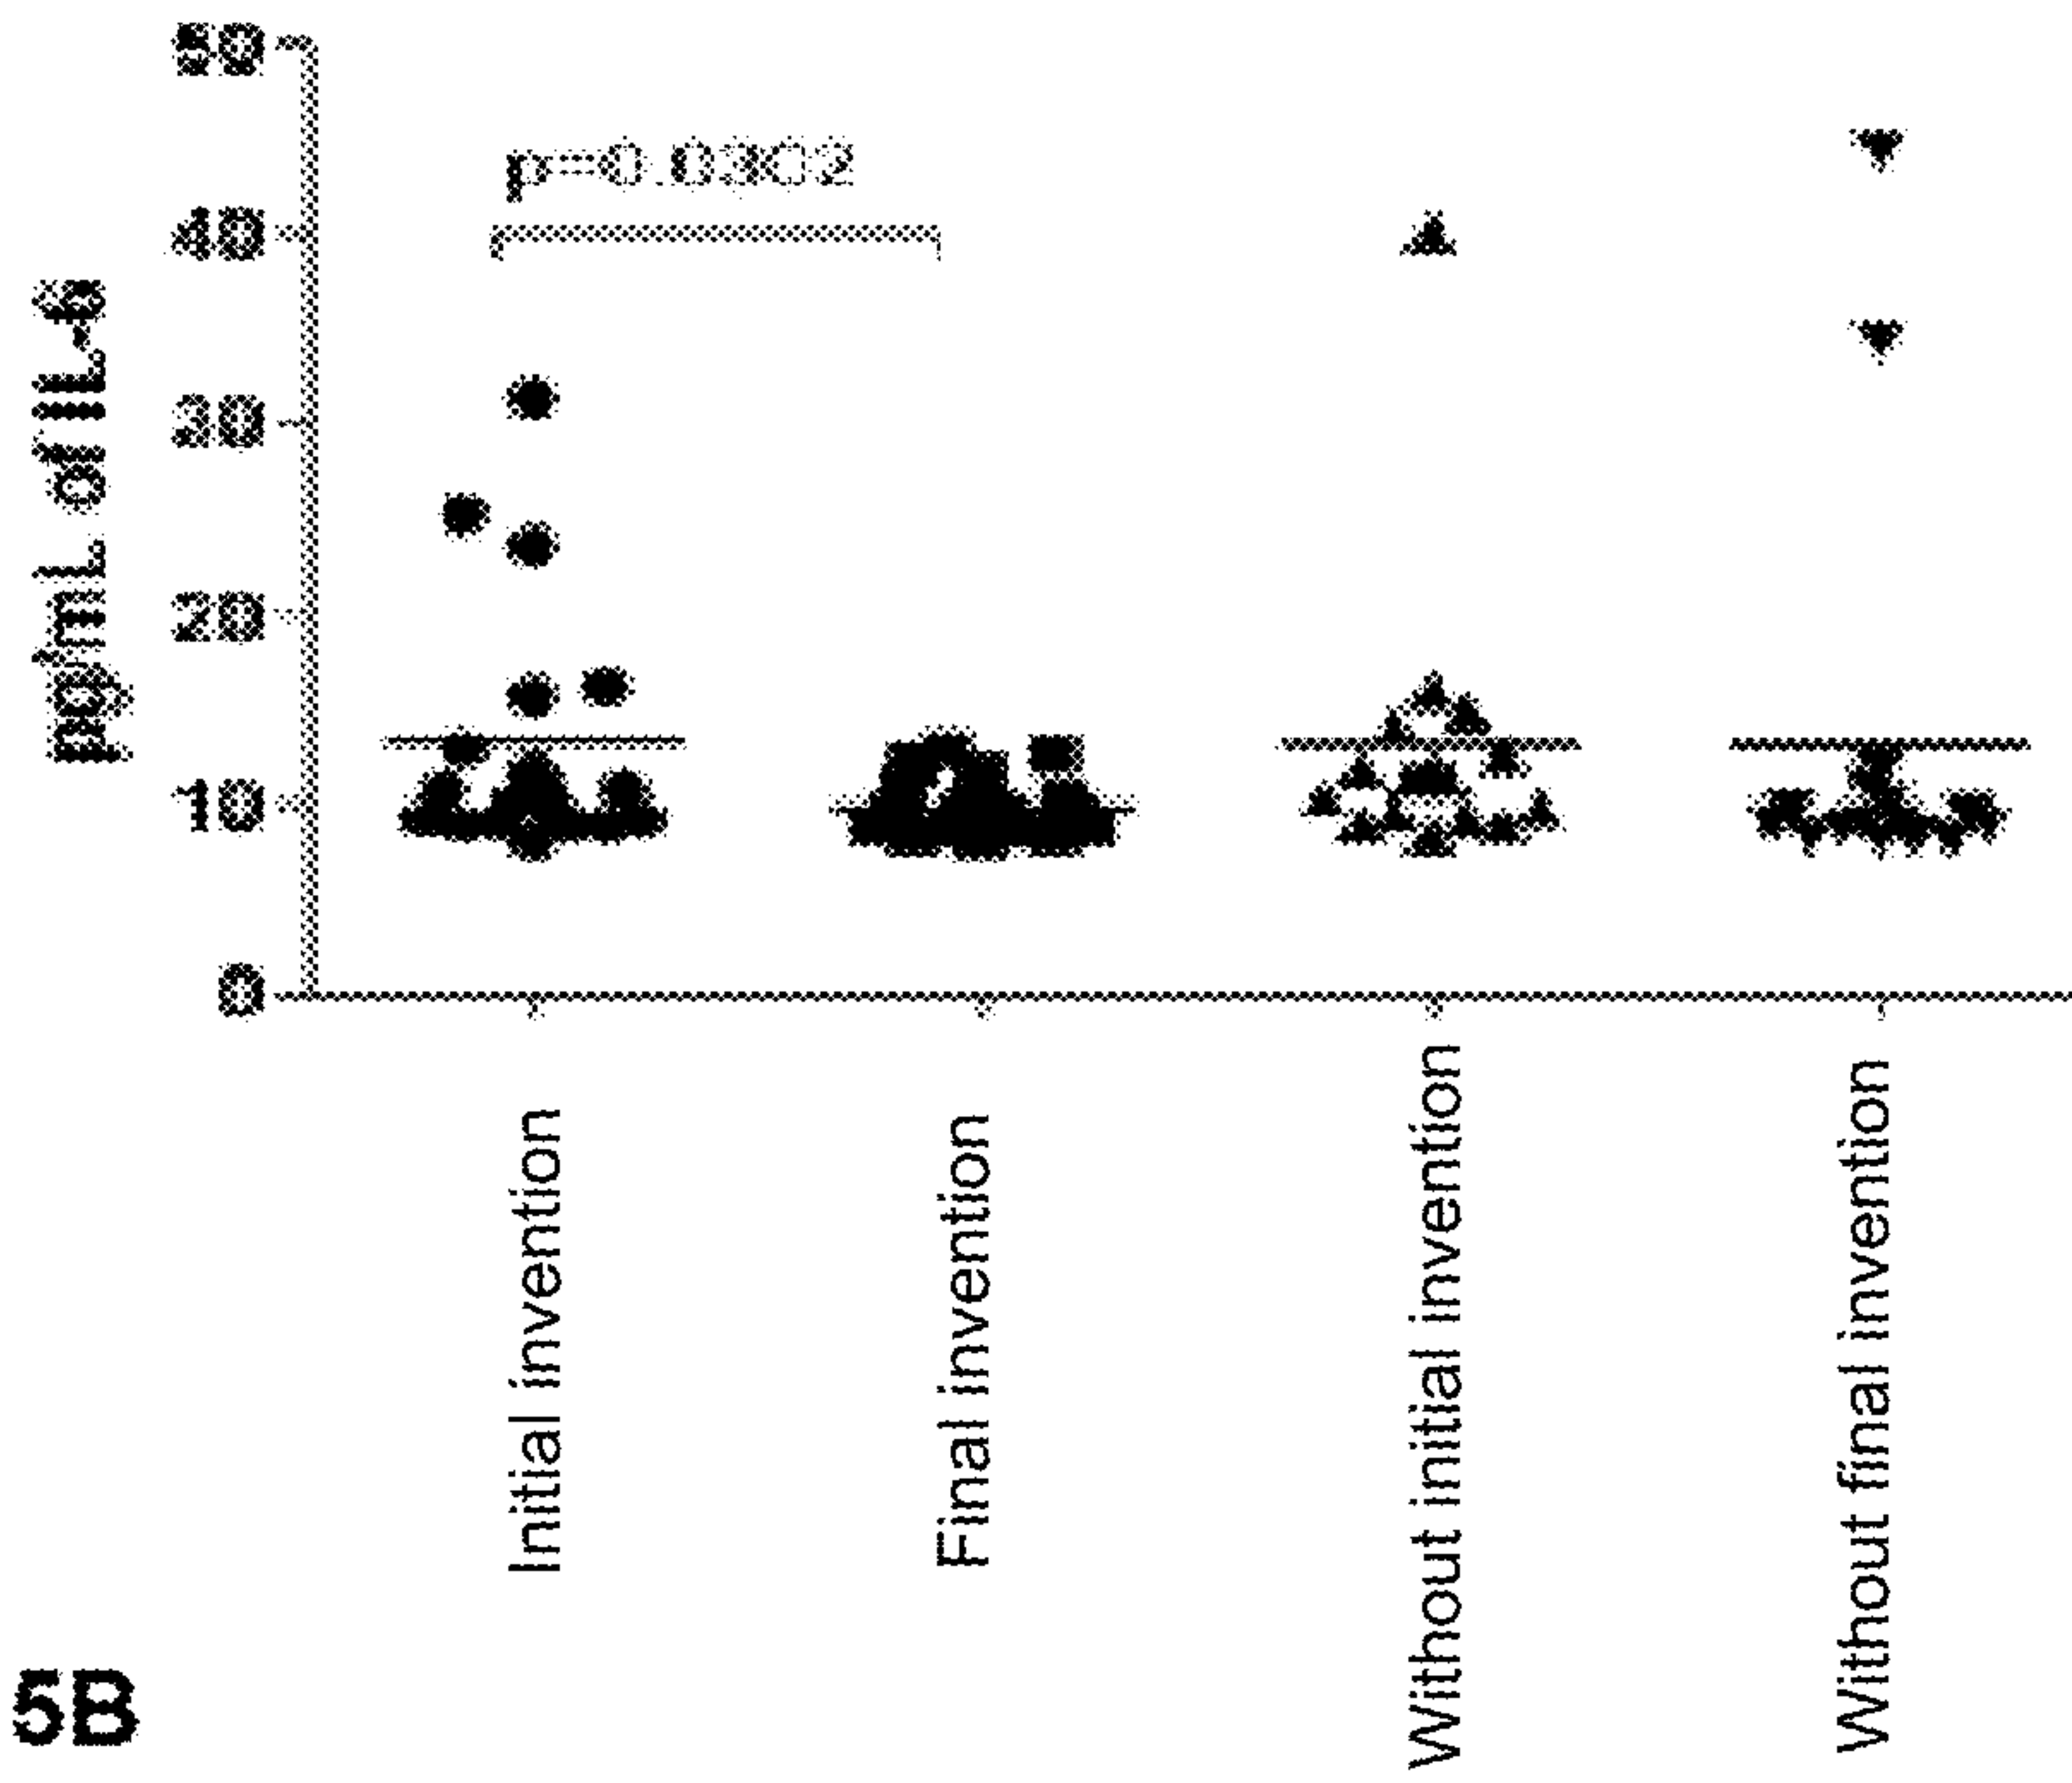 pg/mL of IL-6
50
40
30
20
10
0
p=0.0302
Initial invention
Final invention
Without initial invention
Without final invention
5B